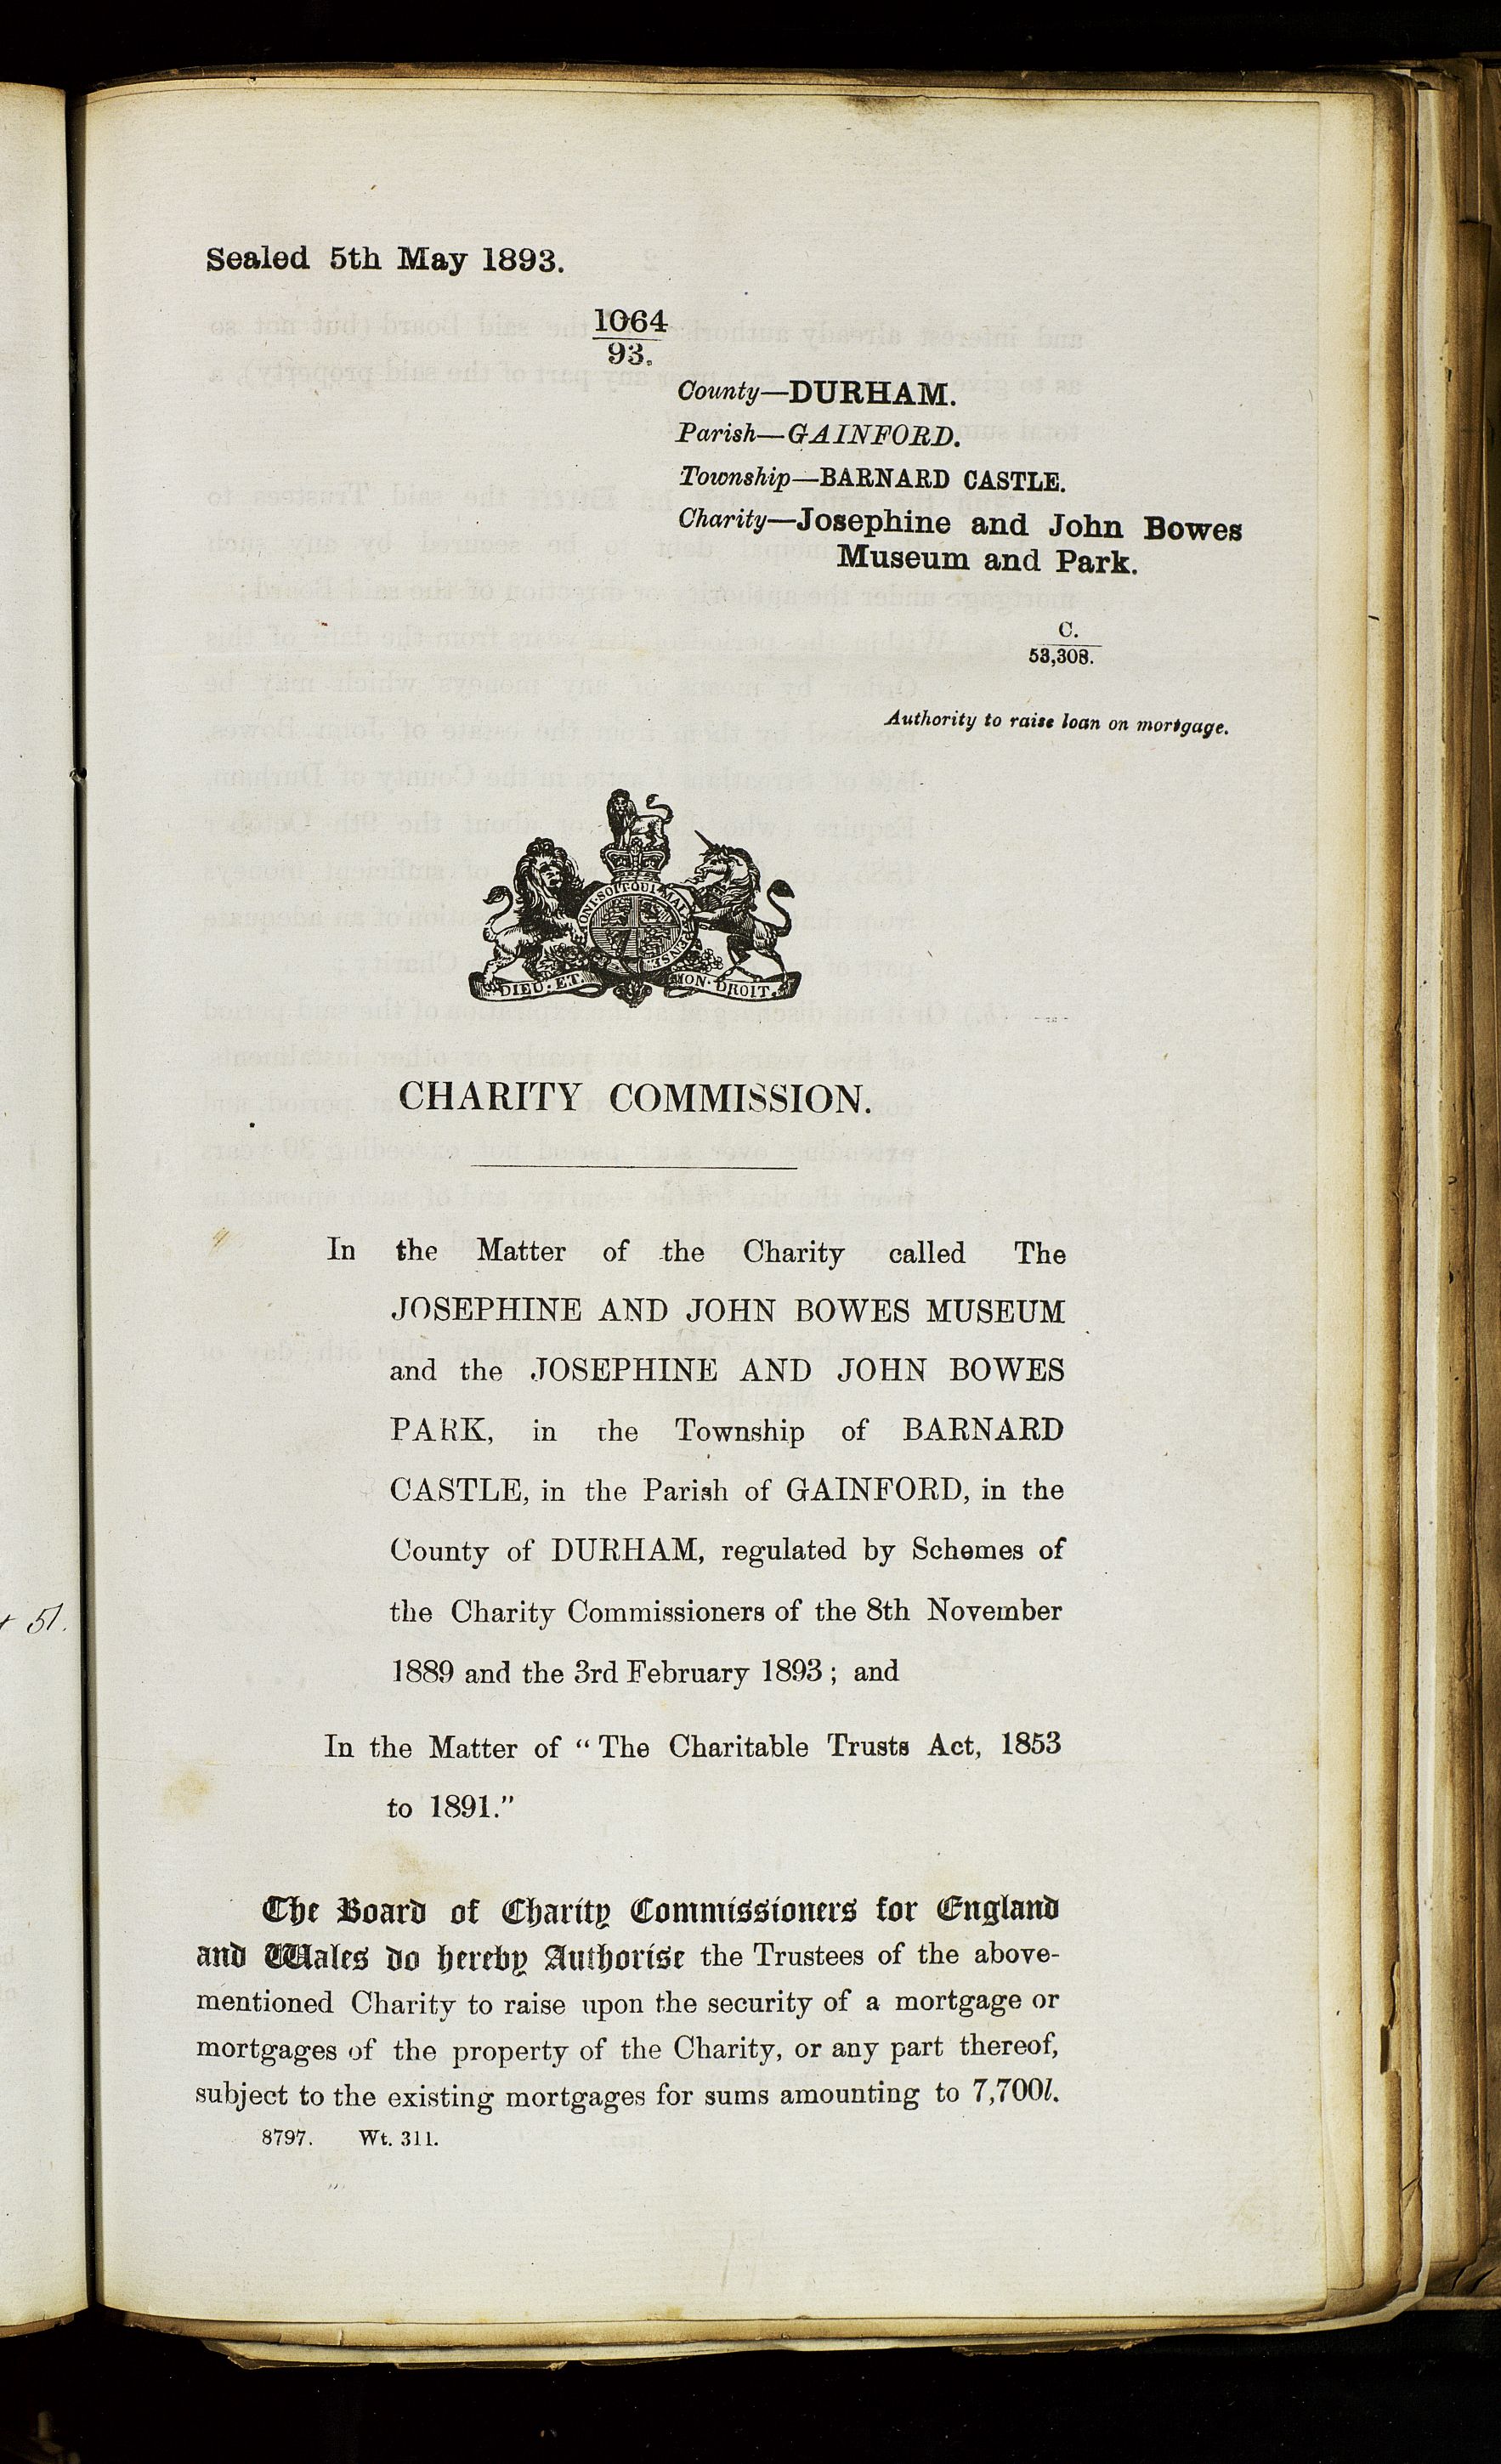 Sealed 5th May 1893.
1064
93.
County—DURHAM.
Parish—GAINFORD.
Township—BARNARD CASTLE.
Charity—Josephine and John Bowes
Museum and Park.
C.
53,308.
Authority to raise loan on mortgage.
DIEU·ET· MON·DROIT.
CHARITY COMMISSION.
In the Matter of the Charity called The
JOSEPHINE AND JOHN BOWES MUSEUM
and the JOSEPHINE AND JOHN BOWES
PARK, in the Township of BARNARD
CASTLE, in the Parish of GAINFORD, in the
County of DURHAM, regulated by Schemes of
the Charity Commissioners of the 8th November
1889 and the 3rd February 1893; and
In the Matter of “The Charitable Trusts Act, 1853
to 1891.”
The Board of Charity Commissioners for England
and Wales do hereby Authorise the Trustees of the above-
mentioned Charity to raise upon the security of a mortgage or
mortgages of the property of the Charity, or any part thereof,
subject to the existing mortgages for sums amounting to 7,700l.
8797. Wt. 311.
51.